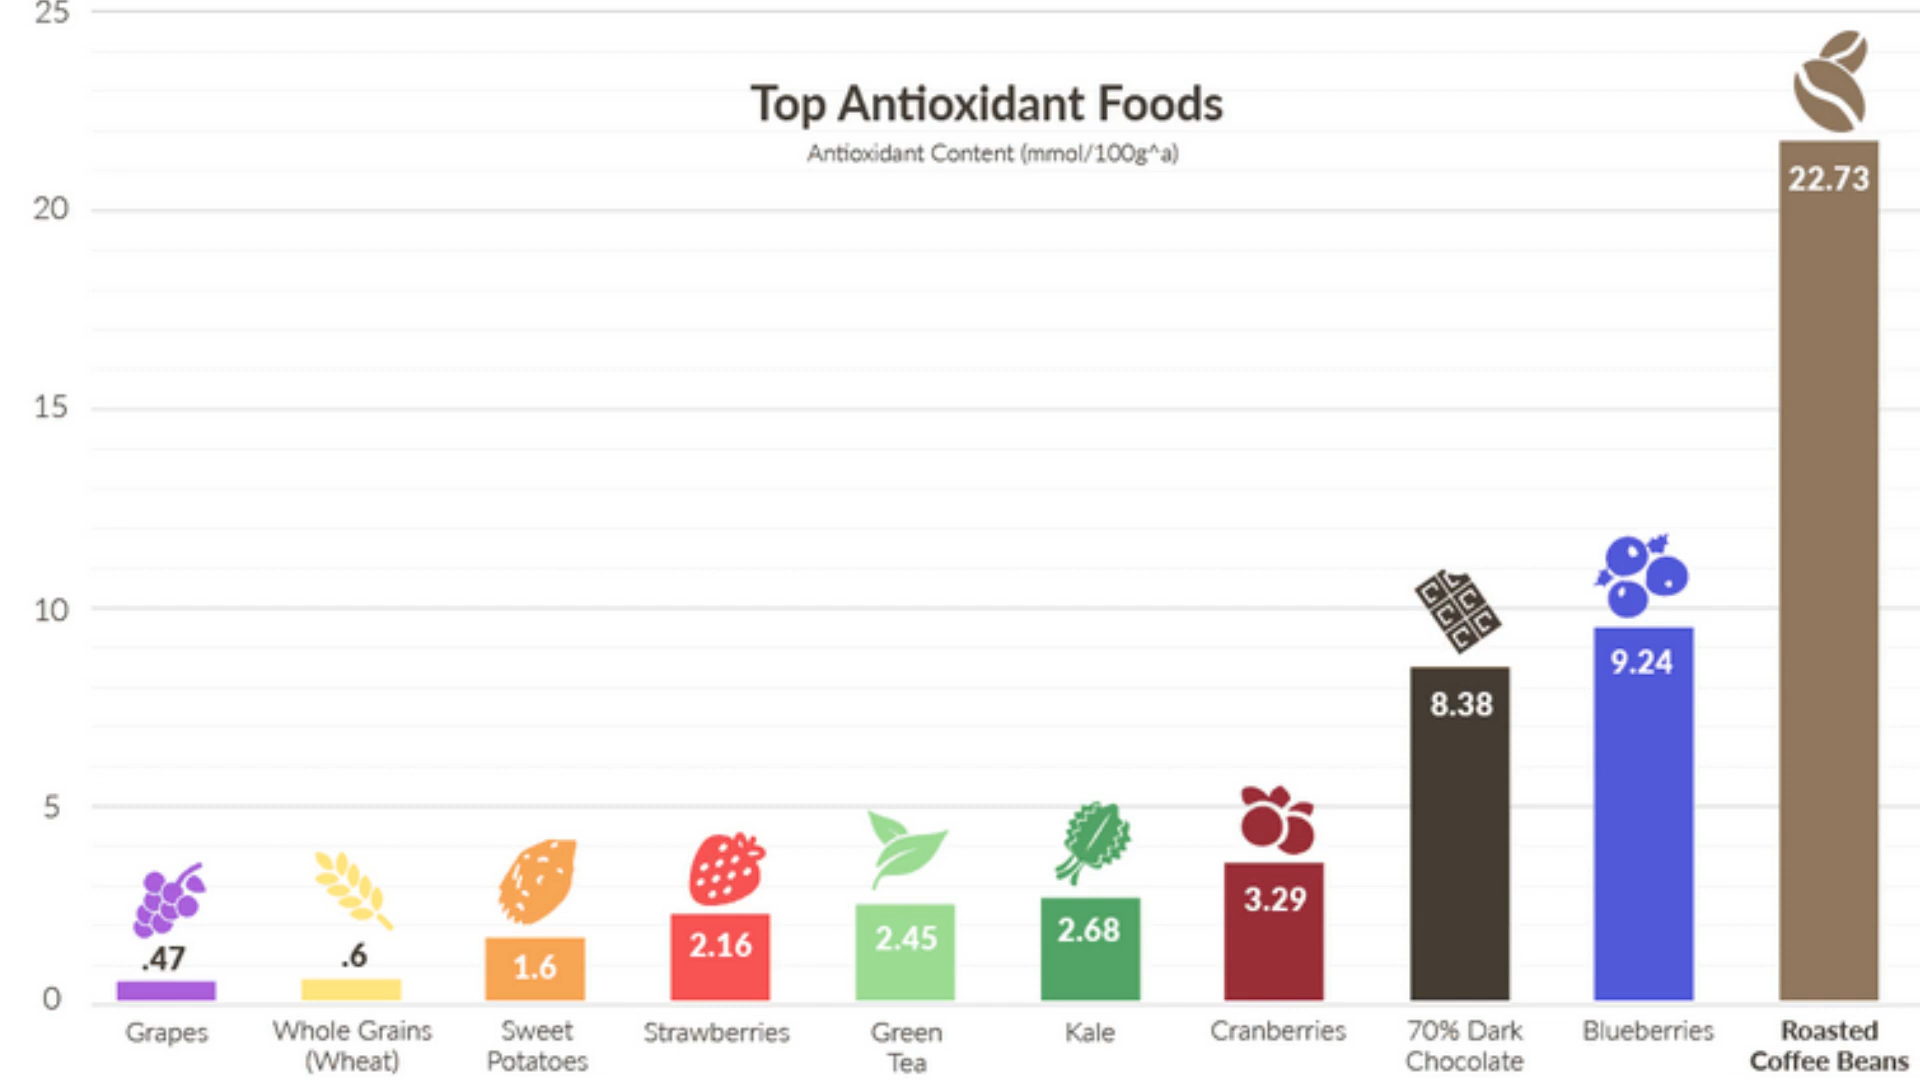 25
Top Antioxidant Foods
Antioxidant Content (mmol/100g^a)
22.73
20
15
10
9.24
8.38
5
3.29
2.68
2.45
2.16
1.6
.6
.47
0
Grapes
Whole Grains
(Wheat)
Sweet
Potatoes
Strawberries
Green
Tea
Kale
Cranberries
70% Dark
Chocolate
Blueberries
Roasted
Coffee Beans
C C
C C
C C